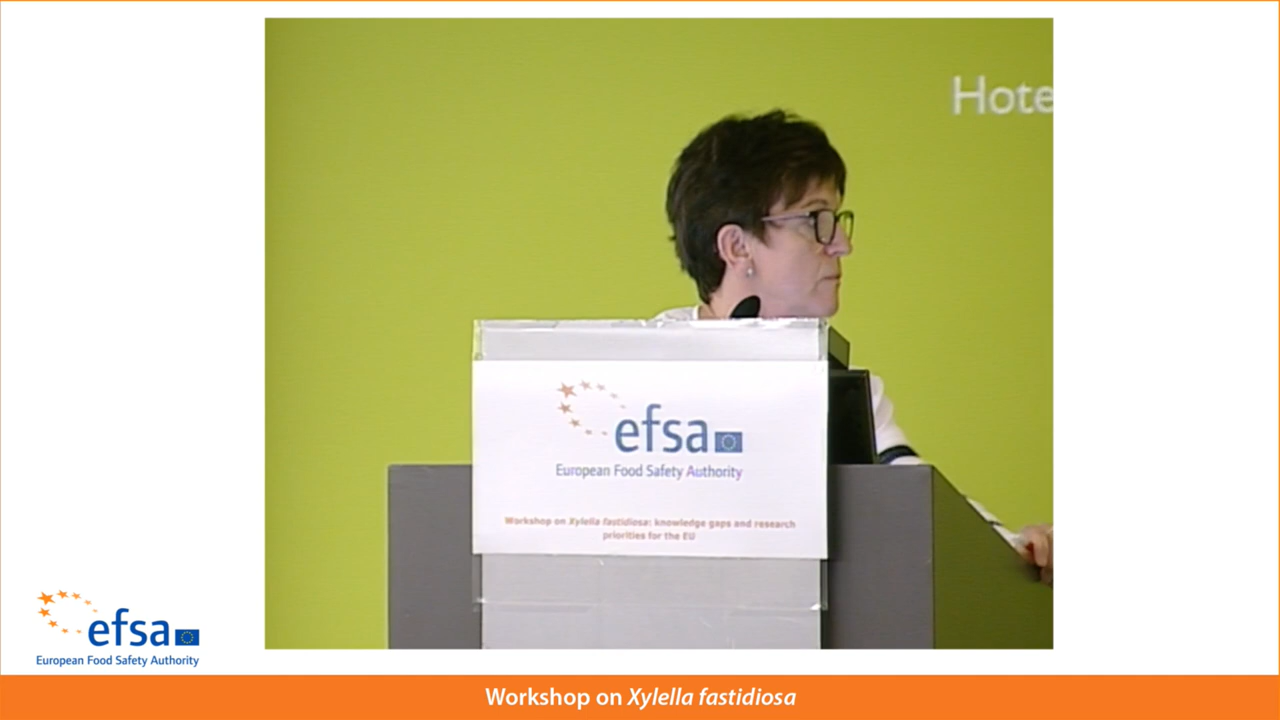 Hote
efsa
European Food Safety Authority
Workshop on Xylella fastidiosa: knowledge gaps and research
priorities for the EU
efsa
European Food Safety Authority
Workshop on Xylella fastidiosa